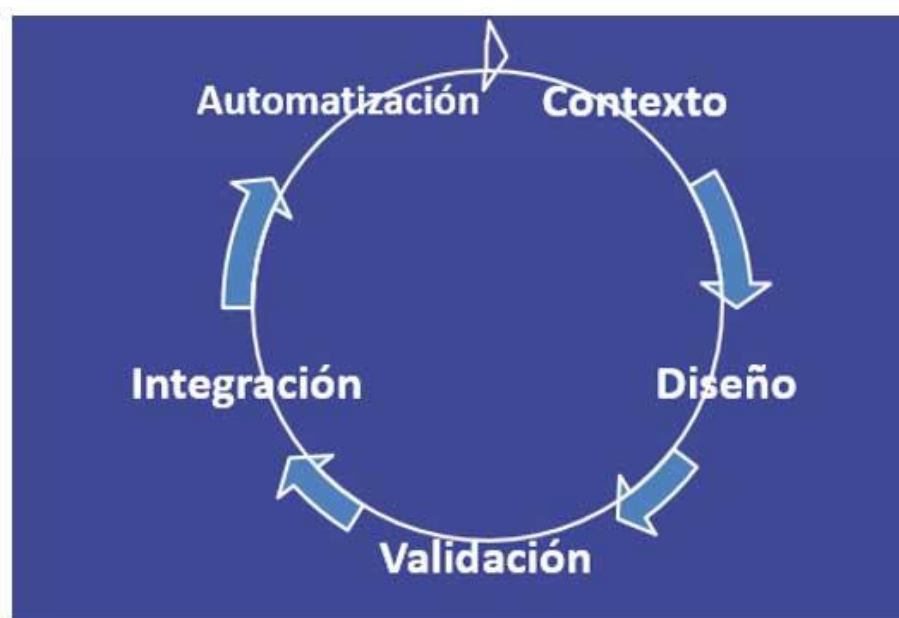 Automatización
Contexto
Integración
Diseño
Validación